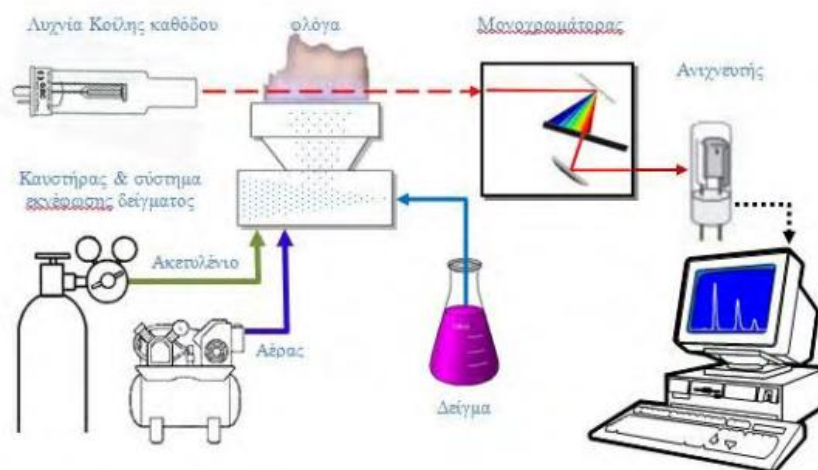 Λυχνία Κοίλης καθόδου
φλόγα
Μονοχρωμάτορας
Ανιχνευτής
Καυστήρας & σύστημα
εκνέφωσης δείγματος
Ακετυλένιο
Αέρας
Δείγμα